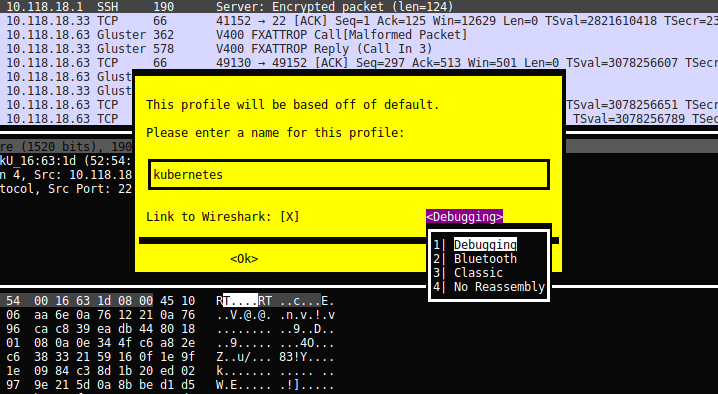 10.118.18.1 SSH 190 Server: Encrypted packet (len=124)
10.118.18.33 TCP 66 41152 → 22 [ACK] Seq=1 Ack=125 Win=12629 Len=0 TSval=2821610418 TSecr=23
10.118.18.63 Gluster 362 V400 FXATTROP Call[Malformed Packet]
10.118.18.33 Gluster 578 V400 FXATTROP Reply (Call In 3)
10.118.18.63 TCP 66 49130 → 49152 [ACK] Seq=297 Ack=513 Win=501 Len=0 TSval=3078256607 TSecr
10.118.18.63 Glust
10.118.18.33 Glust
10.118.18.63 TCP TSval=3078256651 TSecr
10.118.18.63 TCP TSval=3078256789 TSecr
This profile will be based off of default.
Please enter a name for this profile:
re (1520 bits), 190
kU_16:63:1d (52:54:
n 4, Src: 10.118.18
tocol, Src Port: 22
kubernetes
Link to Wireshark: [X] <Debugging>
1| Debugging
2| Bluetooth
3| Classic
4| No Reassembly
<Ok>
54 00 16 63 1d 08 00 45 10 RT....RT ..c...E.
06 aa 6e 0a 76 12 21 0a 76 ..V.@.@. .n.v.!.v
96 ca c8 39 ea db 44 80 18 ........ ..9..D..
01 08 0a 0e 34 4f c6 a8 2e ..9..... ...4O...
c6 38 33 21 59 16 0f 1e 9f Z..u/... 83!Y....
1e 09 84 c3 8d 1b 20 ed 02 k....... ..... ..
97 9e 21 5d 0a 8b be d1 d5 W.E..... .!].....